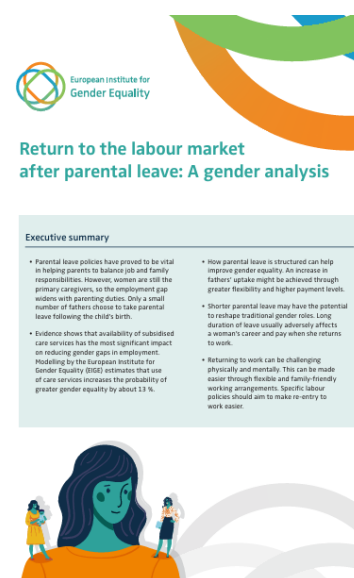 European Institute for
Gender Equality
Return to the labour market
after parental leave: A gender analysis
Executive summary
• Parental leave policies have proved to be vital
in helping parents to balance job and family
responsibilities. However, women are still the
primary caregivers, so the employment gap
widens with parenting duties. Only a small
number of fathers choose to take parental
leave following the child's birth.
• Evidence shows that availability of subsidised
care services has the most significant impact
on reducing gender gaps in employment.
Modelling by the European Institute for
Gender Equality (EIGE) estimates that use
of care services increases the probability of
greater gender equality by about 13 %.
• How parental leave is structured can help
improve gender equality. An increase in
fathers' uptake might be achieved through
greater flexibility and higher payment levels.
• Shorter parental leave may have the potential
to reshape traditional gender roles. Long
duration of leave usually adversely affects
a woman's career and pay when she returns
to work.
• Returning to work can be challenging
physically and mentally. This can be made
easier through flexible and family-friendly
working arrangements. Specific labour
policies should aim to make re-entry to
work easier.